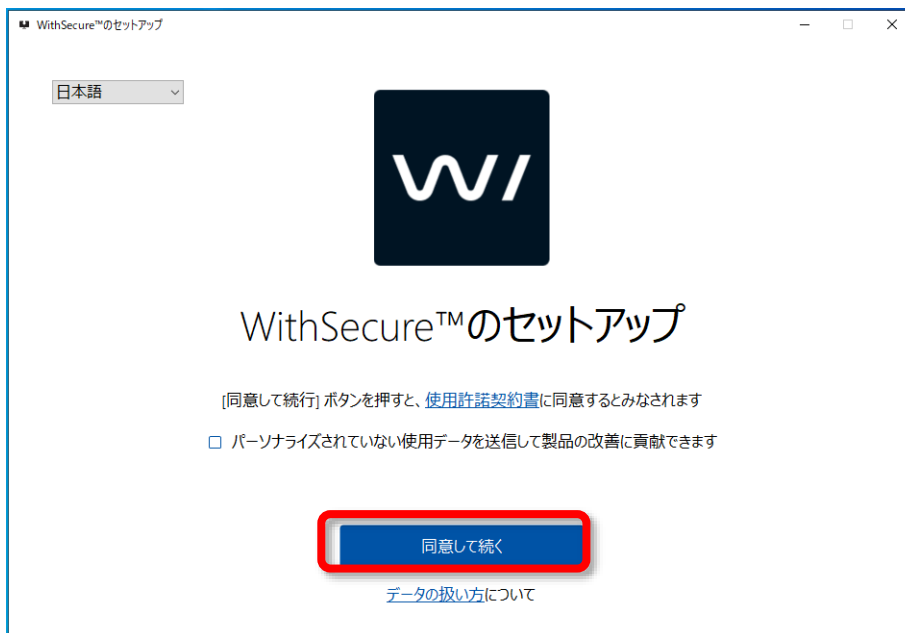 WithSecure™のセットアップ
日本語
WithSecure™のセットアップ
[同意して続行] ボタンを押すと、使用許諾契約書に同意するとみなされます
パーソナライズされていない使用データを送信して製品の改善に貢献できます
同意して続く
データの扱い方について